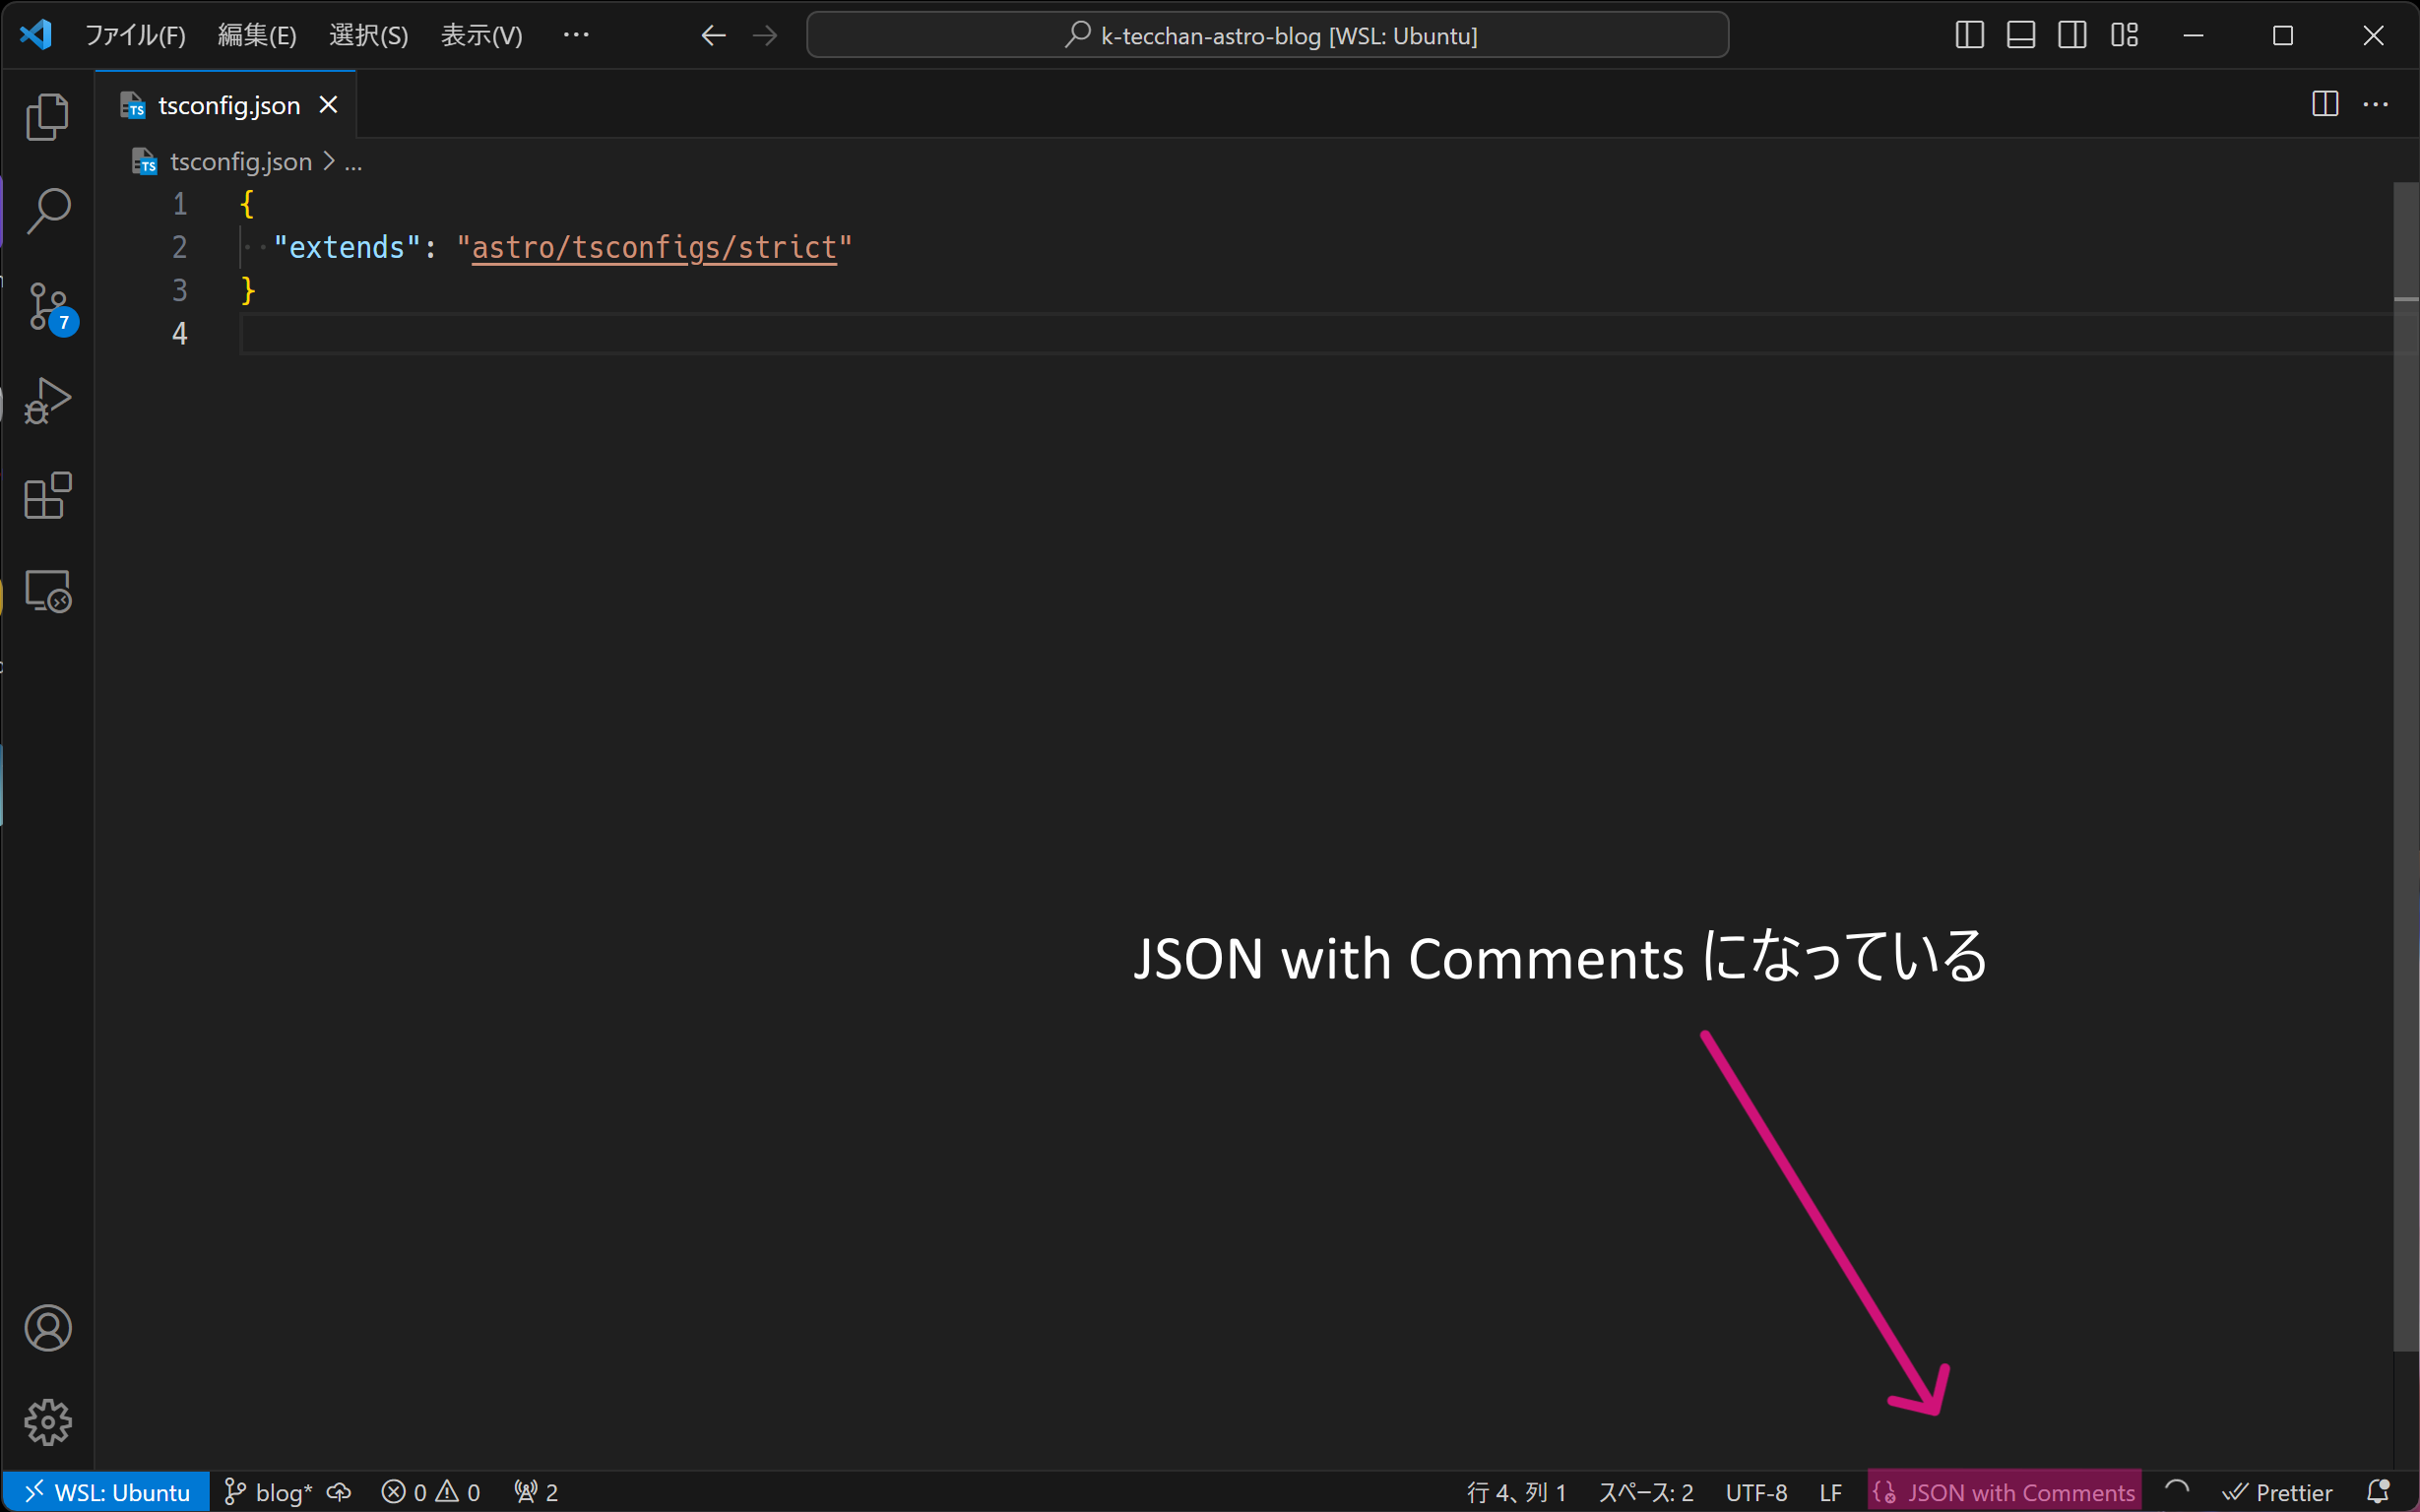 ファイル(F) 編集(E) 選択(S) 表示(V) ··· k-tecchan-astro-blog [WSL: Ubuntu]
tsconfig.json
tsconfig.json > ...
1 {
2 "extends": "astro/tsconfigs/strict"
3 }
4
7
JSON with Comments になっている
WSL: Ubuntu blog* 0 0 2 行 4、列 1 スペース: 2 UTF-8 LF JSON with Comments Prettier